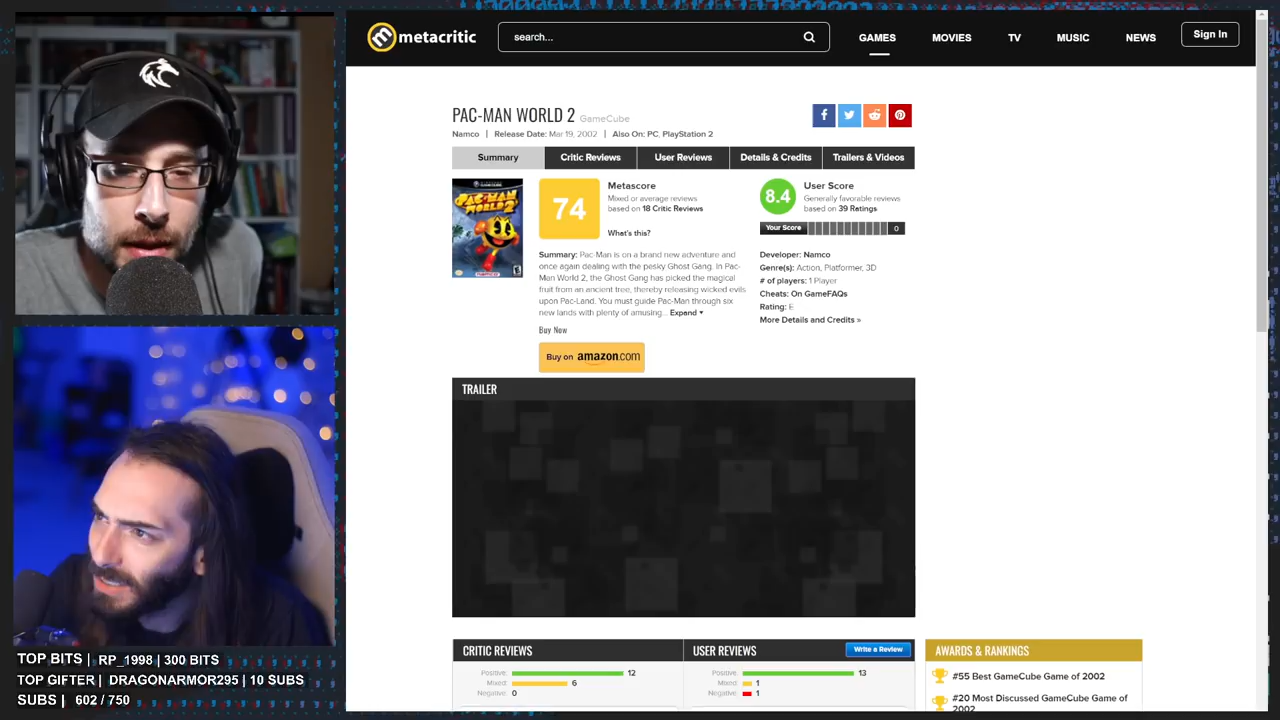 metacritic
search...
GAMES
MOVIES
TV
MUSIC
NEWS
Sign In
PAC-MAN WORLD 2 GameCube
Namco | Release Date: Mar 19, 2002 | Also On: PC, PlayStation 2
Summary
Critic Reviews
User Reviews
Details & Credits
Trailers & Videos
PAC-MAN
WORLD 2
74
Metascore
Mixed or average reviews
based on 18 Critic Reviews
What's this?
Summary: Pac-Man is on a brand new adventure and
once again dealing with the pesky Ghost Gang. In Pac-
Man World 2, the Ghost Gang has picked the magical
fruit from an ancient tree, thereby releasing wicked evils
upon Pac-Land. You must guide Pac-Man through six
new lands with plenty of amusing... Expand
Buy Now
Buy on amazon.com
8.4
User Score
Generally favorable reviews
based on 39 Ratings
Your Score
0
Developer: Namco
Genre(s): Action, Platformer, 3D
# of players: 1 Player
Cheats: On GameFAQs
Rating: E
More Details and Credits »
TRAILER
CRITIC REVIEWS
Positive: 12
Mixed: 6
Negative: 0
USER REVIEWS
Write a Review
Positive: 13
Mixed: 1
Negative: 1
AWARDS & RANKINGS
#55 Best GameCube Game of 2002
#20 Most Discussed GameCube Game of
2002
TOP BITS | RP_1998 | 300 BITS
TOP GIFTER | DRAGONARMOR295 | 10 SUBS
602 / 750